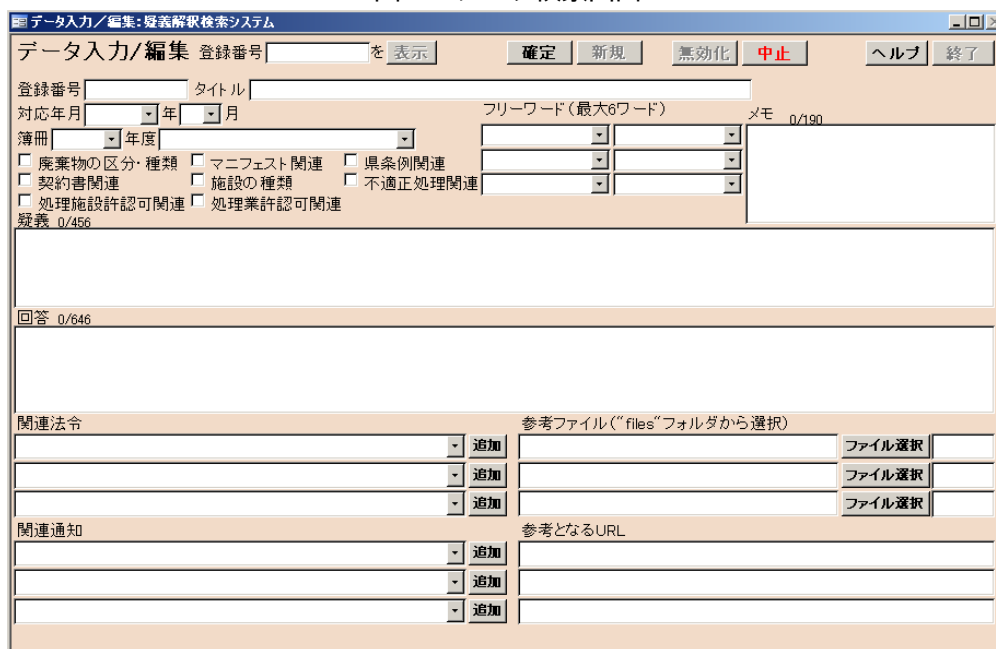 データ入力／編集：疑義解釈検索システム
データ入力/編集 登録番号 を 表示 確定 新規 無効化 中止 ヘルプ 終了
登録番号 タイトル
対応年月 年 月 フリーワード（最大6ワード） メモ 0/190
簿冊 年度
廃棄物の区分・種類 マニフェスト関連 県条例関連
契約書関連 施設の種類 不適正処理関連
処理施設許認可関連 処理業許認可関連
疑義 0/456
回答 0/646
関連法令 参考ファイル（“files”フォルダから選択）
追加 ファイル選択
追加 ファイル選択
追加 ファイル選択
関連通知 参考となるURL
追加
追加
追加